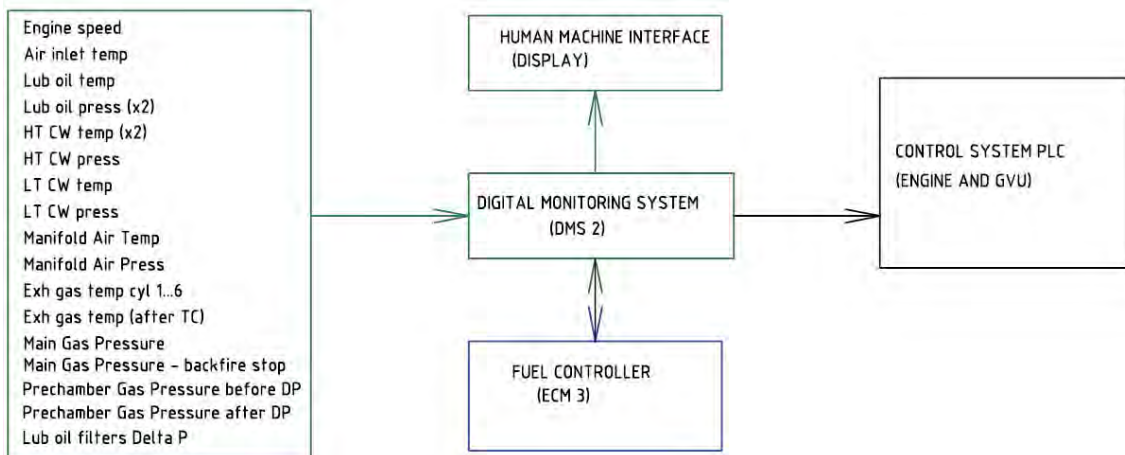 Engine speed
Air inlet temp
Lub oil temp
Lub oil press (x2)
HT CW temp (x2)
HT CW press
LT CW temp
LT CW press
Manifold Air Temp
Manifold Air Press
Exh gas temp cyl 1...6
Exh gas temp (after TC)
Main Gas Pressure
Main Gas Pressure - backfire stop
Prechamber Gas Pressure before DP
Prechamber Gas Pressure after DP
Lub oil filters Delta P
HUMAN MACHINE INTERFACE
(DISPLAY)
DIGITAL MONITORING SYSTEM
(DMS 2)
FUEL CONTROLLER
(ECM 3)
CONTROL SYSTEM PLC
(ENGINE AND GVU)